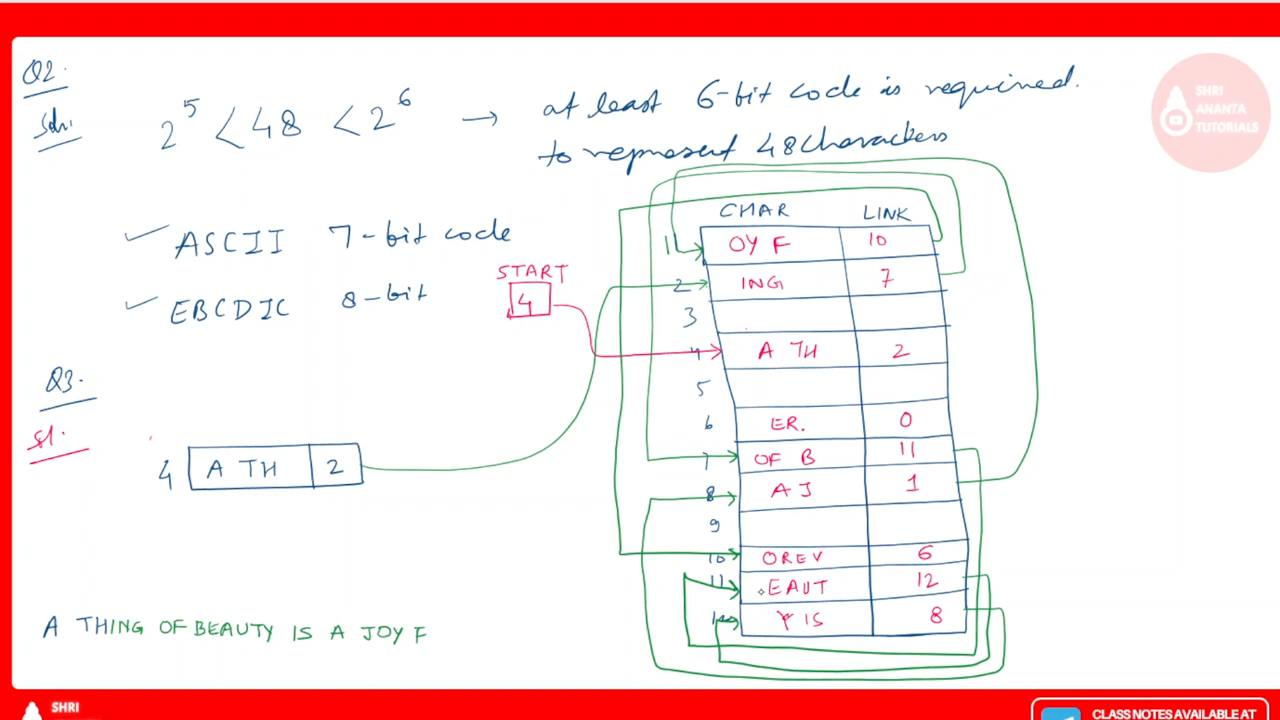 Q2.
Soln.
2^5 < 48 < 2^6 → at least 6-bit code is required.
to represent 48 Characters
ASCII 7-bit code
EBCDIC 8-bit
START
4
CHAR LINK
1 OY F 10
2 ING 7
3
4 A TH 2
5
6 ER. 0
7 OF B 11
8 A J 1
9
10 OREV 6
11 EAUT 12
12 Y IS 8
Q3.
Sl.
4 A TH 2
A THING OF BEAUTY IS A JOY F
SHRI
ANANTA
TUTORIALS
SHRI
CLASS NOTES AVAILABLE AT